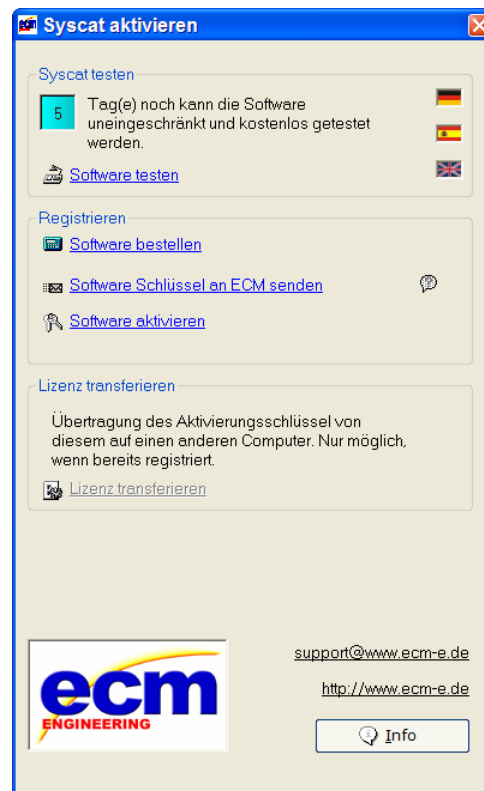 ecm Syscat aktivieren
Syscat testen
5
Tag(e) noch kann die Software
uneingeschränkt und kostenlos getestet
werden.
Software testen
Registrieren
Software bestellen
Software Schlüssel an ECM senden
Software aktivieren
Lizenz transferieren
Übertragung des Aktivierungsschlüssel von
diesem auf einen anderen Computer. Nur möglich,
wenn bereits registriert.
Lizenz transferieren
support@www.ecm-e.de
http://www.ecm-e.de
ecm
ENGINEERING
Info